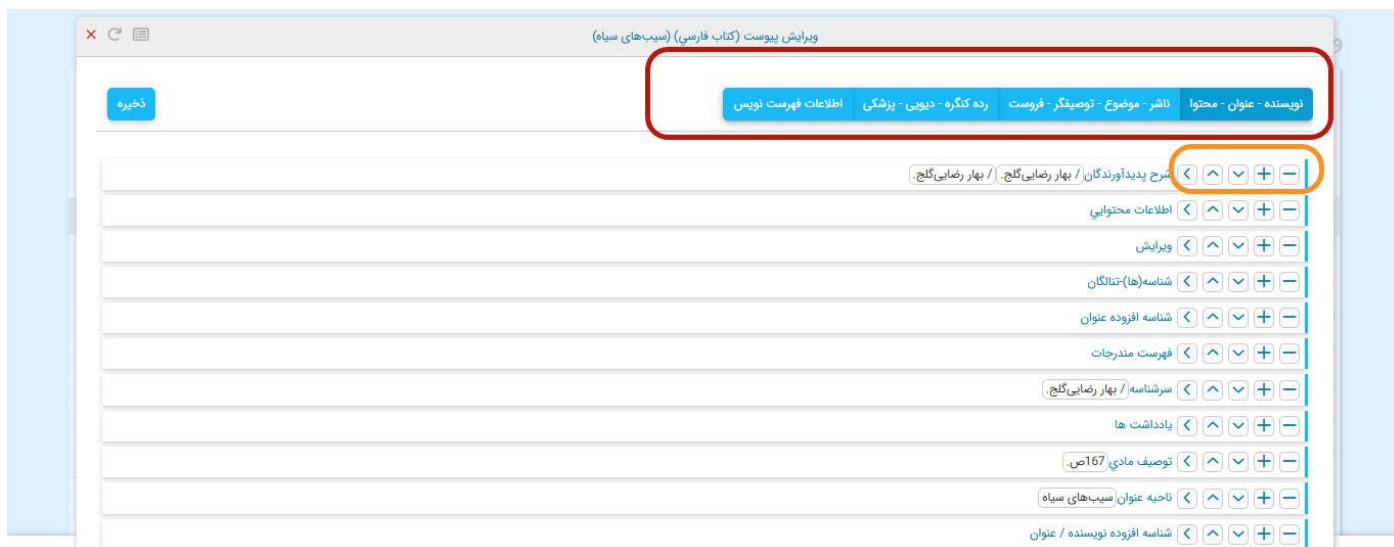 ویرایش پیوست (کتاب فارسي) (سیب‌های سیاه)
نویسنده - عنوان - محتوا ناشر - موضوع - توصیفگر - فروست رده کنگره - دیویی - پزشکی اطلاعات فهرست نویس ذخیره
شرح پدیدآورندگان / بهار رضایی‌گلج. / بهار رضایی‌گلج.
اطلاعات محتوايي
ویرایش
شناسه(ها)-تنالگان
شناسه افزوده عنوان
فهرست مندرجات
سرشناسه / بهار رضایی‌گلج.
یادداشت ها
توصیف مادي 167ص.
ناحیه عنوان سیب‌های سیاه
شناسه افزوده نویسنده / عنوان